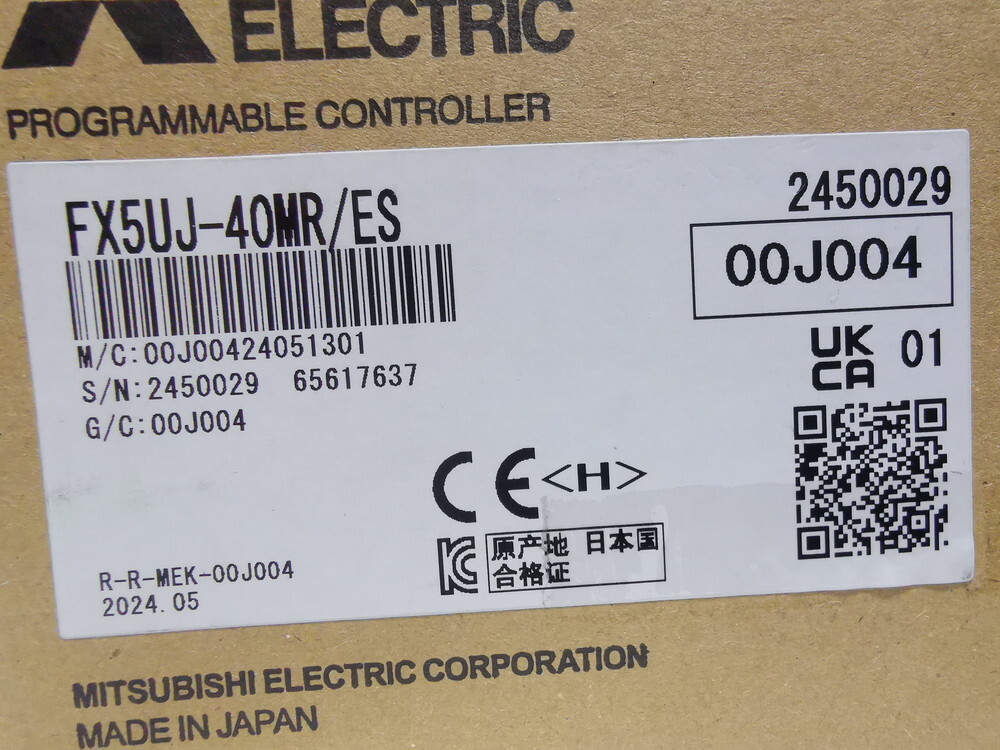 ELECTRIC
PROGRAMMABLE CONTROLLER
FX5UJ-40MR/ES
2450029
00J004
M/C:00J00424051301
S/N:2450029 65617637
G/C:00J004
UK
CA
01
CE <H>
原产地 日本国
合格证
R-R-MEK-00J004
2024.05
MITSUBISHI ELECTRIC CORPORATION
MADE IN JAPAN